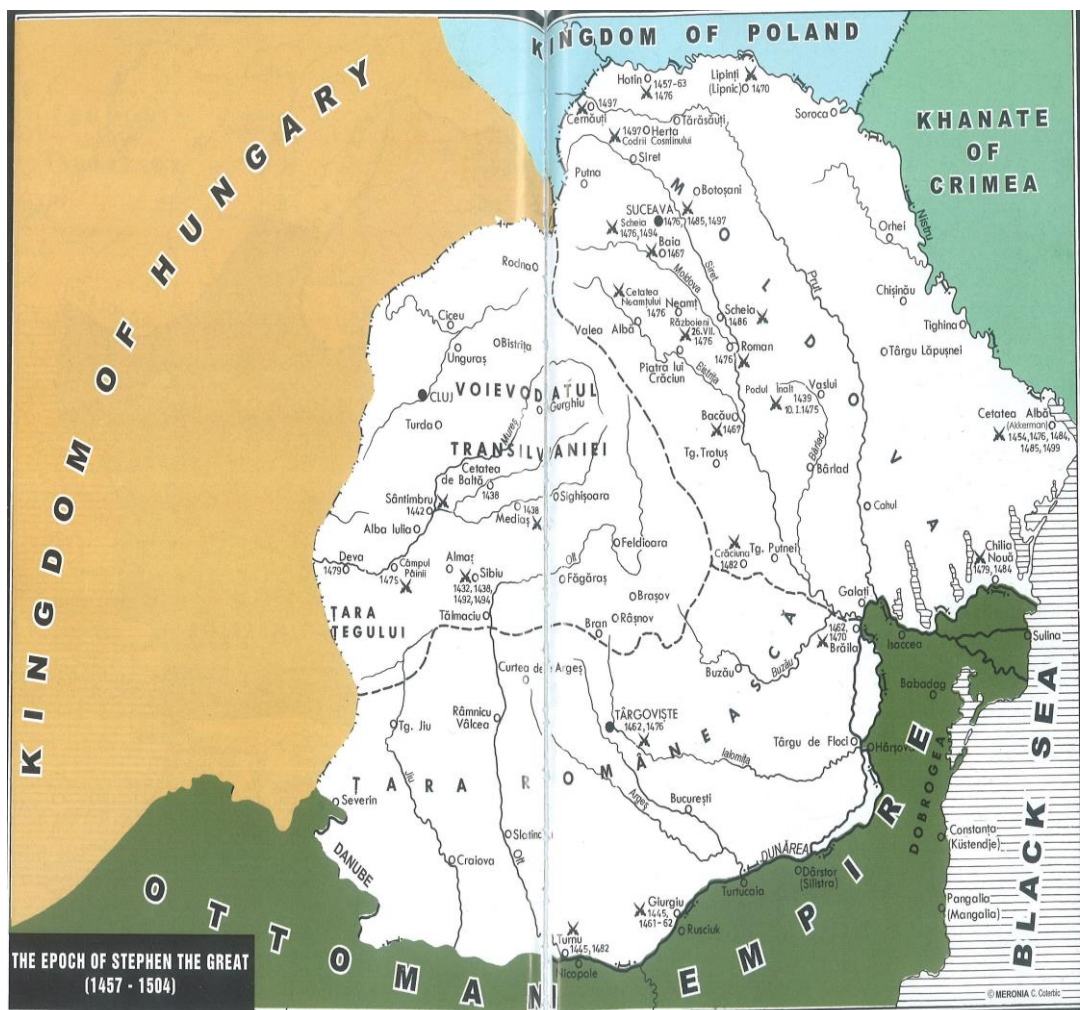 KINGDOM OF POLAND
KINGDOM OF HUNGARY
KHANATE
OF
CRIMEA
Hotin
1457-63
1476
Lipinți
(Lipnic)
1470
Soroca
1497
Cernăuți
Tărăsăuți
1497
Herța
Codrii Cosminului
Siret
Putna
MOLDOVA
Botoșani
SUCEAVA
1476, 1485, 1497
Scheia
1476, 1494
Baia
1467
Nistru
Orhei
Rodna
Moldova
Siret
Prut
Chișinău
Cetatea
Neamțului
1476
Neamț
Scheia
1486
Tighina
Ciceu
Valea Albă
Războieni
26.VII.
1476
Roman
1476
Târgu Lăpușnei
Unguraș
Bistrița
Piatra lui
Crăciun
Bistrița
Podul Înalt
1439
10.I.1475
Vaslui
CLUJ
VOIEVODATUL
Gurghiu
Cetatea Albă
(Akkerman)
1454, 1476, 1484,
1485, 1499
Turda
Mureș
Bacău
1467
TRANSILVANIEI
Tg. Trotuș
Bârlad
Bârlad
Cetatea
de Baltă
1438
Sântimbru
1442
Sighișoara
1438
Mediaș
Cahul
Alba Iulia
Feldioara
Crăciuna
1482
Tg. Putnei
Chilia
Nouă
1479, 1484
Deva
1479
Câmpul
Pâinii
1475
Almaș
Sibiu
1432, 1438,
1492, 1494
Olt
Făgăraș
Galați
Brașov
ȚARA
ȚEGULUI
Tălmaciu
Bran
Râșnov
1462,
1470
Brăila
Isaccea
Sulina
Curtea de Argeș
Buzău
Buzău
Babadag
Tg. Jiu
Râmnicu
Vâlcea
TÂRGOVIȘTE
1462, 1476
Târgu de Floci
Hârșova
Ialomița
ȚARA ROMÂNEASCĂ
Jiu
Argeș
București
Severin
DOBROGEA
Slatina
Constanța
(Küstendje)
DANUBE
Craiova
Olt
DUNĂREA
Dârstor
(Silistra)
Turtucaia
Giurgiu
1445,
1461-62
Rusciuk
Pangalia
(Mangalia)
Turnu
1445, 1482
Nicopole
OTTOMAN EMPIRE
BLACK SEA
THE EPOCH OF STEPHEN THE GREAT
(1457 - 1504)
© MERONIA C. Coterbic